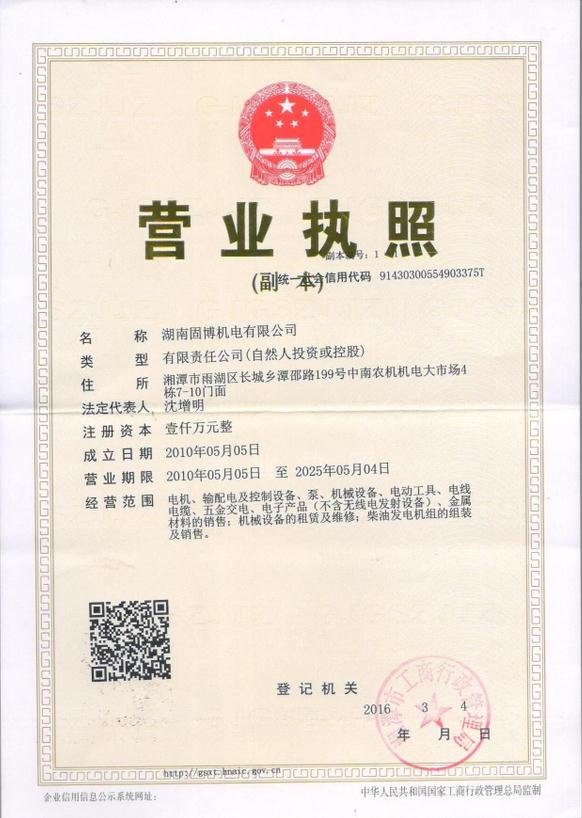 营业执照
副本编号：1
(副 本)
统一社会信用代码 91430300554903375T
名 称 湖南固博机电有限公司
类 型 有限责任公司(自然人投资或控股)
住 所 湘潭市雨湖区长城乡潭邵路199号中南农机机电大市场4
栋7-10门面
法定代表人 沈增明
注册资本 壹仟万元整
成立日期 2010年05月05日
营业期限 2010年05月05日 至 2025年05月04日
经营范围 电机、输配电及控制设备、泵、机械设备、电动工具、电线
电缆、五金交电、电子产品（不含无线电发射设备）、金属
材料的销售；机械设备的租赁及维修；柴油发电机组的组装
及销售。
登记机关
湘潭市工商行政管理局
2016 3 4
年 月 日
http://gsxt.hnaic.gov.cn
企业信用信息公示系统网址：
中华人民共和国国家工商行政管理总局监制